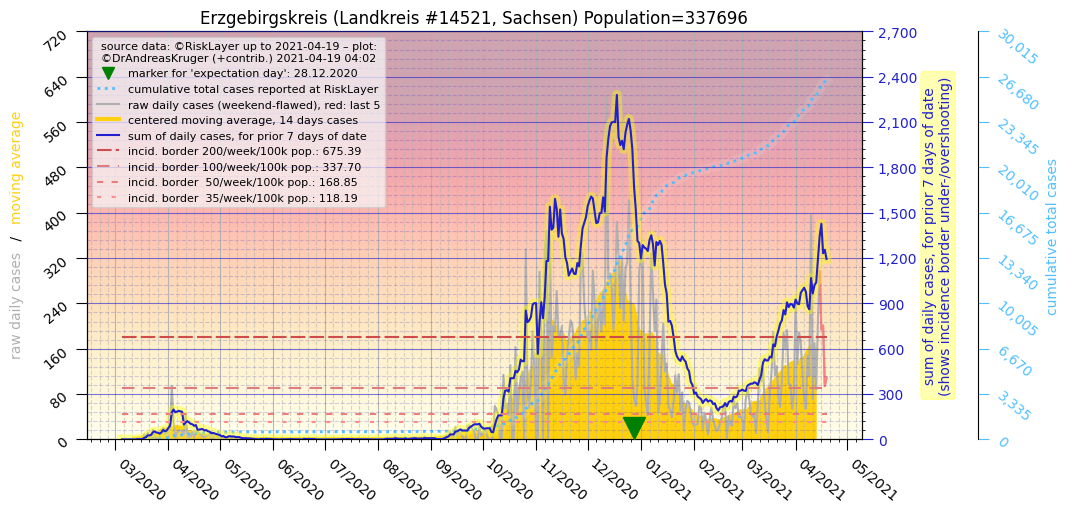 Erzgebirgskreis (Landkreis #14521, Sachsen) Population=337696
source data: ©RiskLayer up to 2021-04-19 – plot:
©DrAndreasKruger (+contrib.) 2021-04-19 04:02
marker for 'expectation day': 28.12.2020
cumulative total cases reported at RiskLayer
raw daily cases (weekend-flawed), red: last 5
centered moving average, 14 days cases
sum of daily cases, for prior 7 days of date
incid. border 200/week/100k pop.: 675.39
incid. border 100/week/100k pop.: 337.70
incid. border  50/week/100k pop.: 168.85
incid. border  35/week/100k pop.: 118.19
raw daily cases  /  moving average
720
640
560
480
400
320
240
160
80
0
03/2020
04/2020
05/2020
06/2020
07/2020
08/2020
09/2020
10/2020
11/2020
12/2020
01/2021
02/2021
03/2021
04/2021
05/2021
2,700
2,400
2,100
1,800
1,500
1,200
900
600
300
0
sum of daily cases, for prior 7 days of date
(shows incidence border under-/overshooting)
30,015
26,680
23,345
20,010
16,675
13,340
10,005
6,670
3,335
0
cumulative total cases